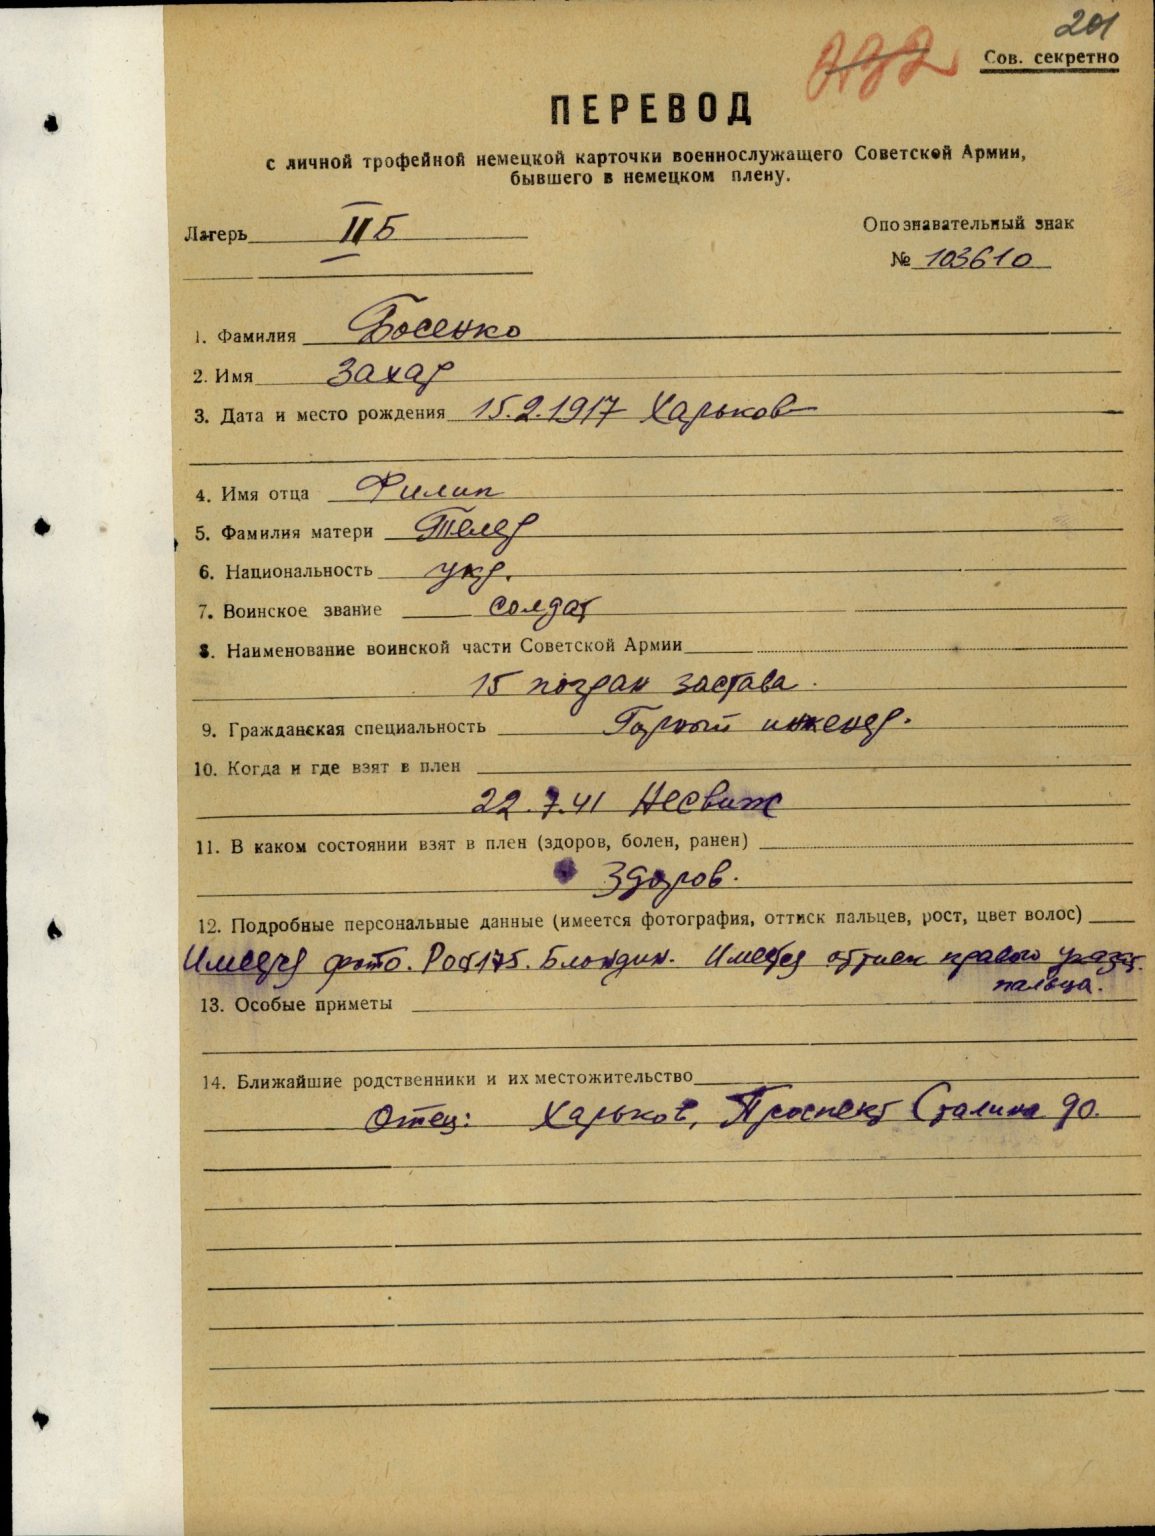 201
222
Сов. секретно
ПЕРЕВОД
с личной трофейной немецкой карточки военнослужащего Советской Армии,
бывшего в немецком плену.
Лагерь II Б
Опознавательный знак
№ 103610
1. Фамилия Босенко
2. Имя Захар
3. Дата и место рождения 15.2.1917 Харьков
4. Имя отца Филип
5. Фамилия матери Телер
6. Национальность укр.
7. Воинское звание солдат
8. Наименование воинской части Советской Армии
15 погран застава.
9. Гражданская специальность Горный инженер.
10. Когда и где взят в плен
22.7.41 Несвиж
11. В каком состоянии взят в плен (здоров, болен, ранен)
Здоров.
12. Подробные персональные данные (имеется фотография, оттиск пальцев, рост, цвет волос)
Имеется фото. Рост 175. Блондин. Имеется оттиск правого указат.
пальца.
13. Особые приметы
14. Ближайшие родственники и их местожительство
Отец: Харьков, Проспект Сталина 90.